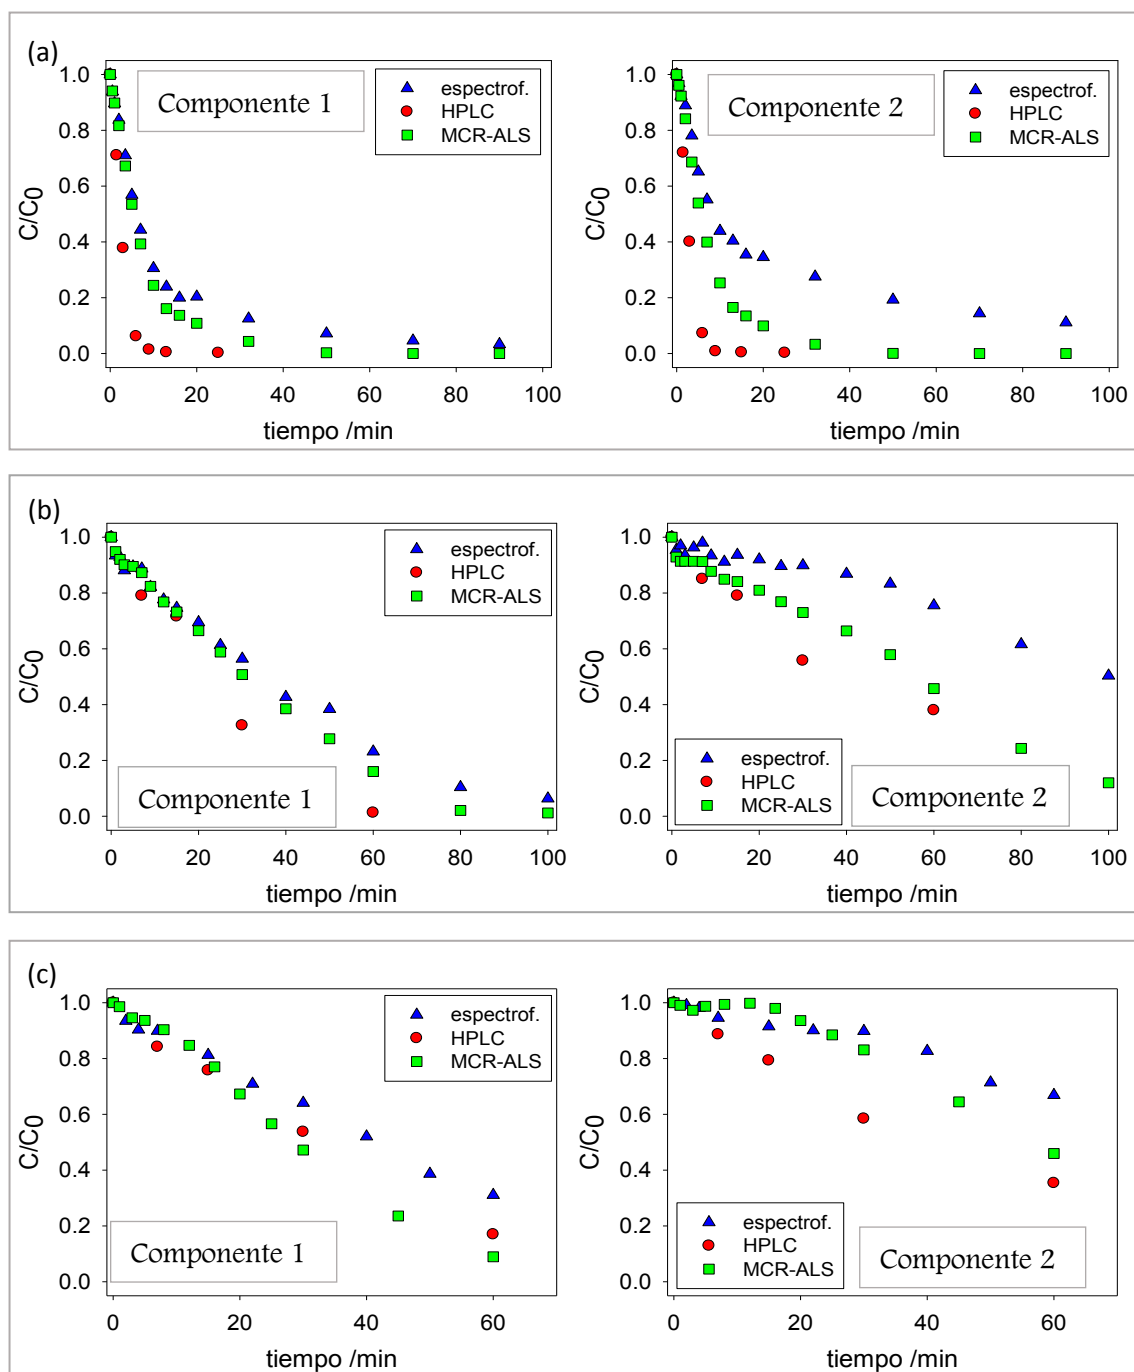 (a)
Componente 1
espectrof.
HPLC
MCR-ALS
1.0
0.8
0.6
0.4
0.2
0.0
C/C0
0 20 40 60 80 100
tiempo /min
Componente 2
espectrof.
HPLC
MCR-ALS
1.0
0.8
0.6
0.4
0.2
0.0
C/C0
0 20 40 60 80 100
tiempo /min
(b)
espectrof.
HPLC
MCR-ALS
Componente 1
1.0
0.8
0.6
0.4
0.2
0.0
C/C0
0 20 40 60 80 100
tiempo /min
espectrof.
HPLC
MCR-ALS
Componente 2
1.0
0.8
0.6
0.4
0.2
0.0
C/C0
0 20 40 60 80 100
tiempo /min
(c)
espectrof.
HPLC
MCR-ALS
Componente 1
1.0
0.8
0.6
0.4
0.2
0.0
C/C0
0 20 40 60
tiempo /min
espectrof.
HPLC
MCR-ALS
Componente 2
1.0
0.8
0.6
0.4
0.2
0.0
C/C0
0 20 40 60
tiempo /min